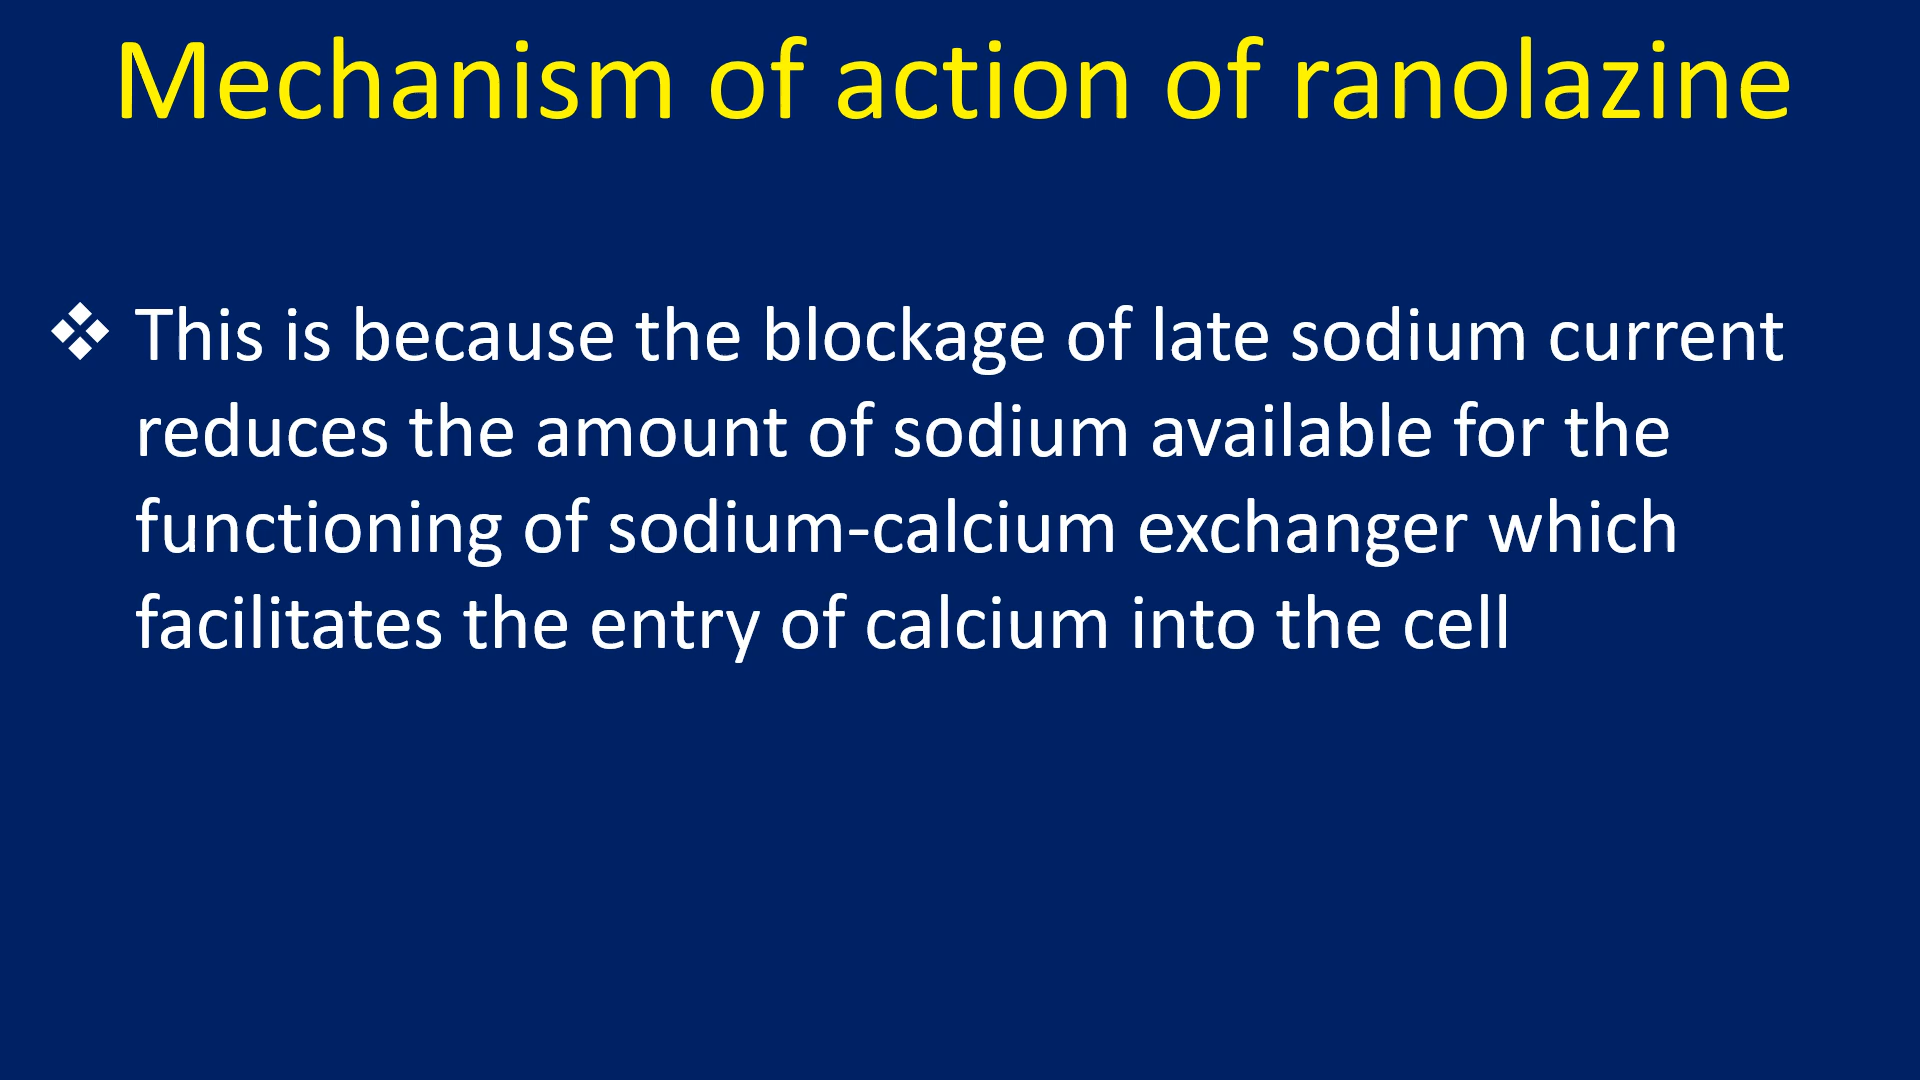 Mechanism of action of ranolazine
❖ This is because the blockage of late sodium current
reduces the amount of sodium available for the
functioning of sodium-calcium exchanger which
facilitates the entry of calcium into the cell